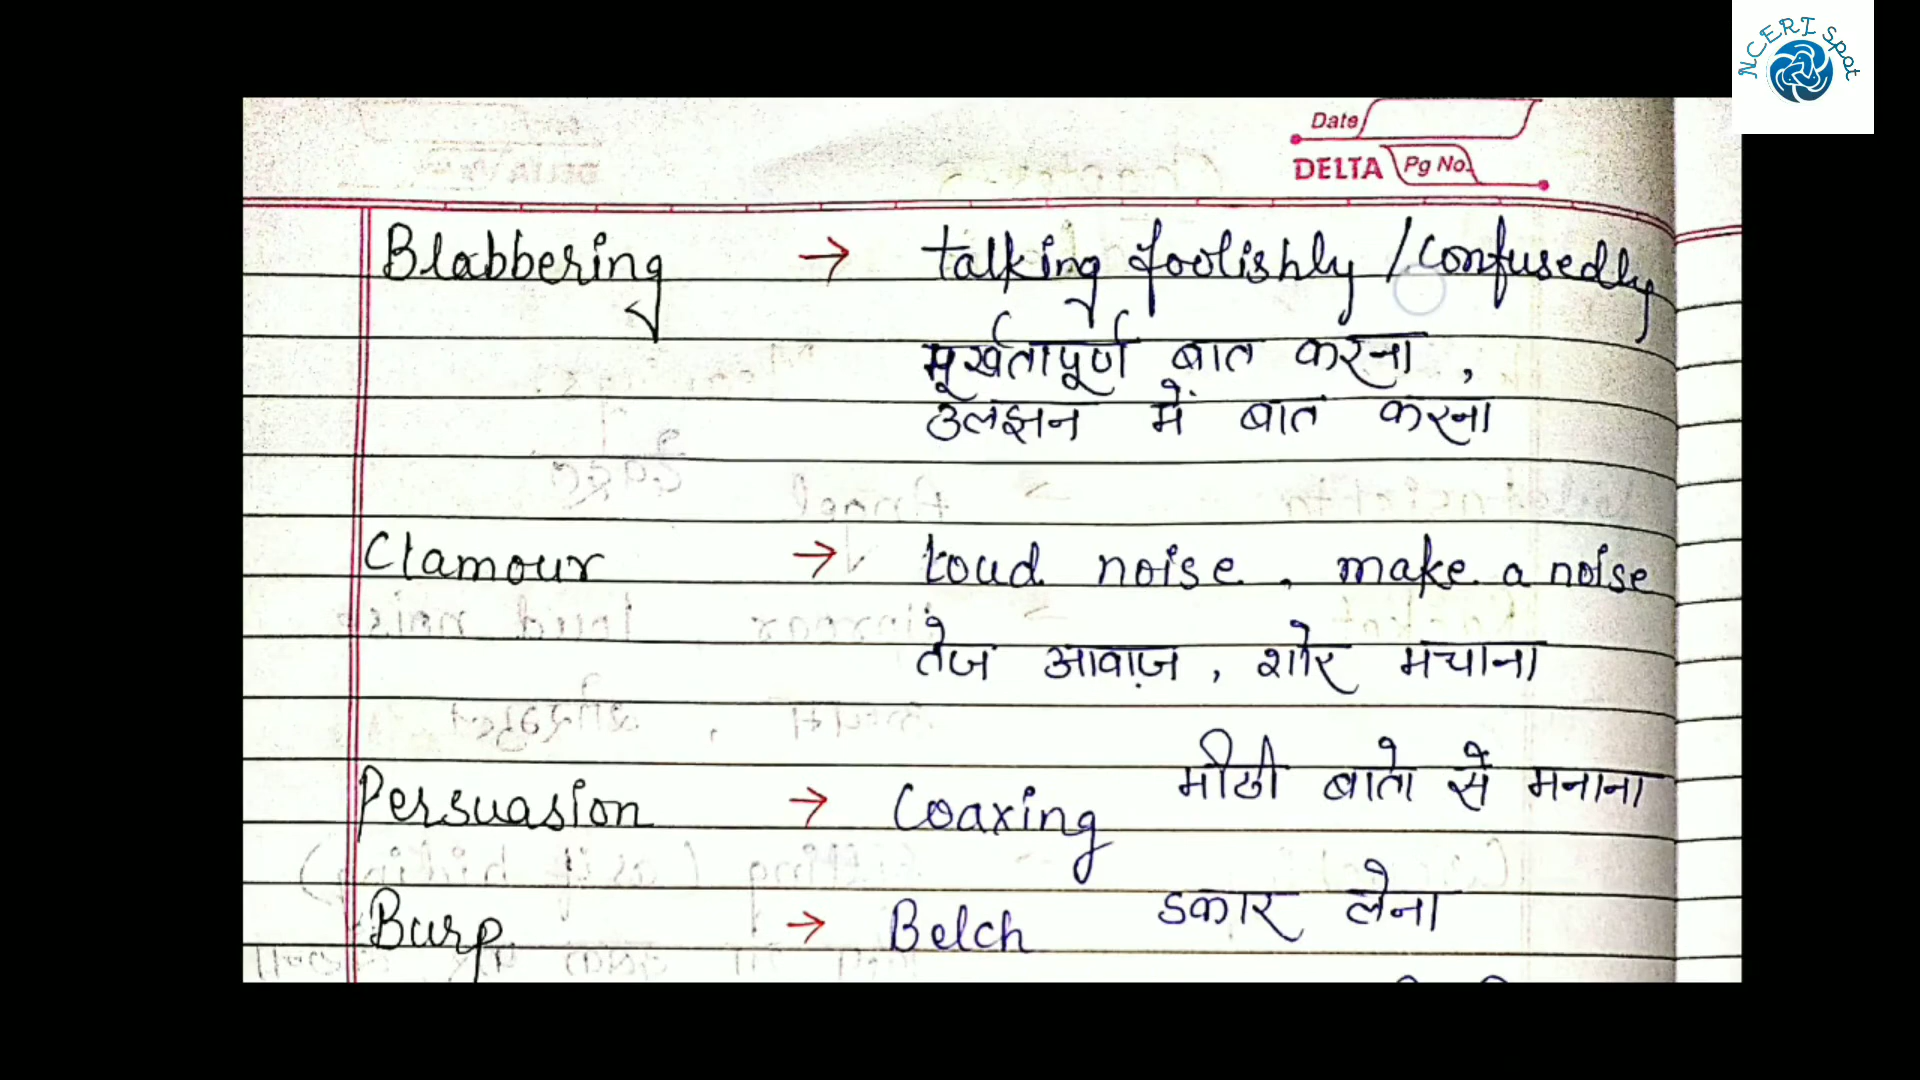 NCERT Spot
Date
DELTA Pg No.
Blabbering → talking foolishly / confusedly
मूर्खतापूर्ण बात करना ,
उलझन में बात करना
Clamour → loud noise, make a noise
तेज आवाज़ , शोर मचाना
Persuasion → Coaxing मीठी बातो से मनाना
Burp → Belch डकार लेना